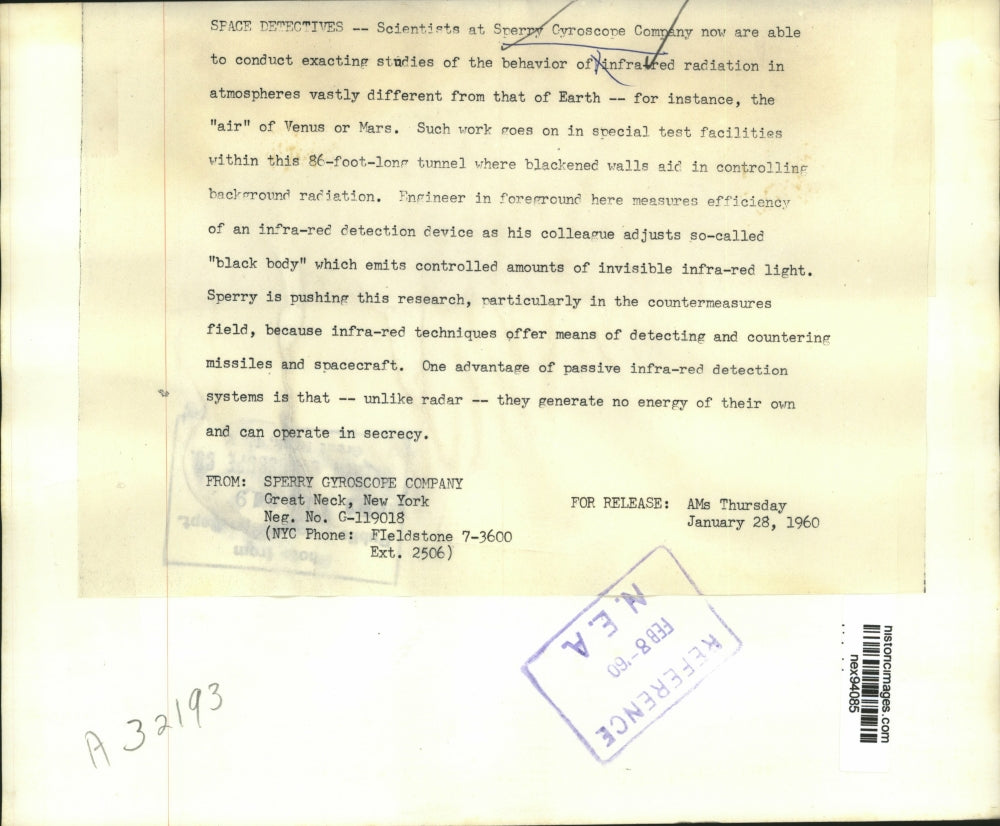 SPACE DETECTIVES -- Scientists at Sperry Gyroscope Company now are able
to conduct exacting studies of the behavior of infra-red radiation in
atmospheres vastly different from that of Earth -- for instance, the
"air" of Venus or Mars. Such work goes on in special test facilities
within this 86-foot-long tunnel where blackened walls aid in controlling
background radiation. Engineer in foreground here measures efficiency
of an infra-red detection device as his colleague adjusts so-called
"black body" which emits controlled amounts of invisible infra-red light.
Sperry is pushing this research, particularly in the countermeasures
field, because infra-red techniques offer means of detecting and countering
missiles and spacecraft. One advantage of passive infra-red detection
systems is that -- unlike radar -- they generate no energy of their own
and can operate in secrecy.
FROM: SPERRY GYROSCOPE COMPANY
Great Neck, New York
Neg. No. G-119018
(NYC Phone: FIeldstone 7-3600
Ext. 2506)
FOR RELEASE: AMs Thursday
January 28, 1960
REFERENCE
FEB 8-'60
N.E.A
A 32193
historicimages.com
nex94085